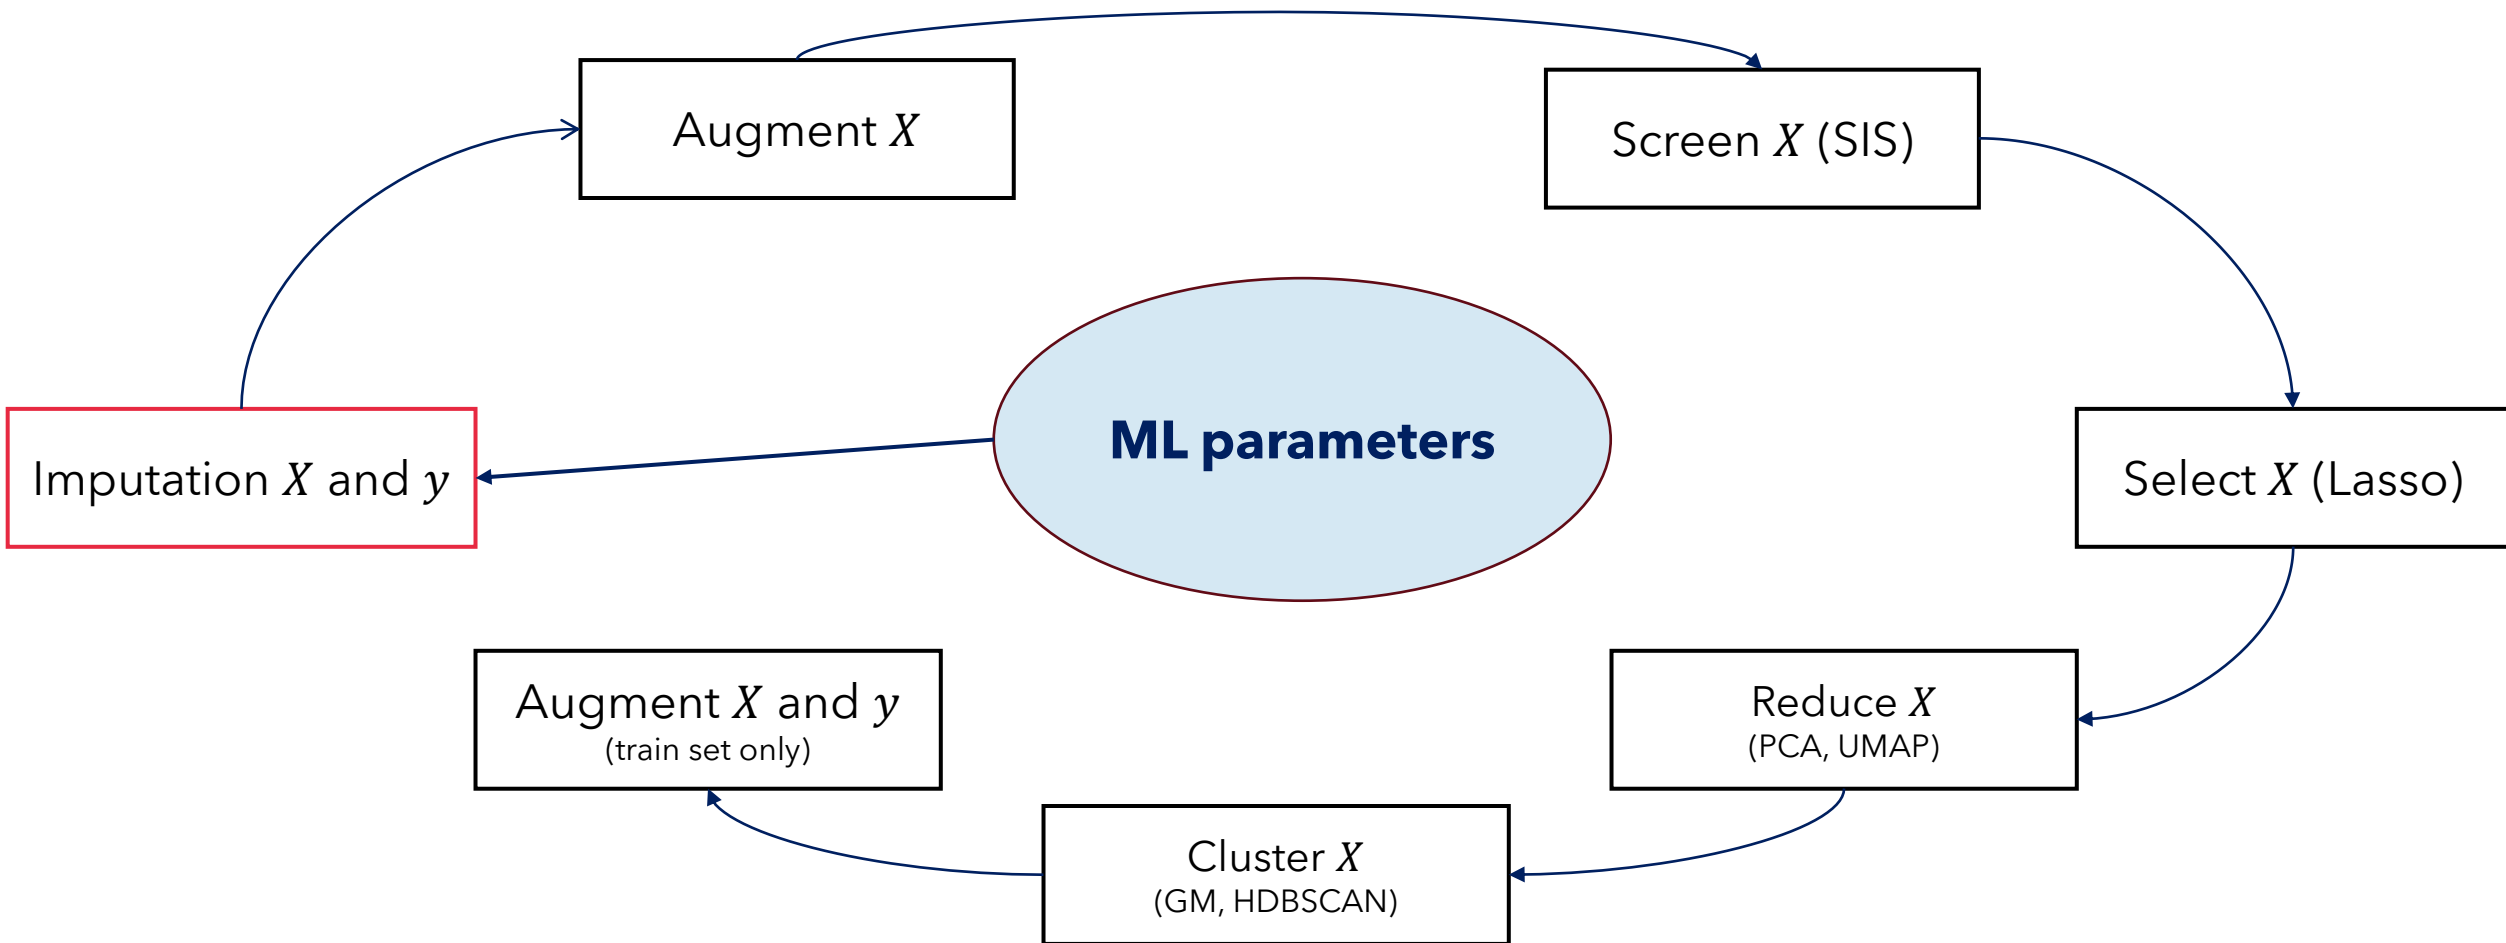 Augment X
Screen X (SIS)
ML parameters
Imputation X and y
Select X (Lasso)
Augment X and y
(train set only)
Reduce X
(PCA, UMAP)
Cluster X
(GM, HDBSCAN)